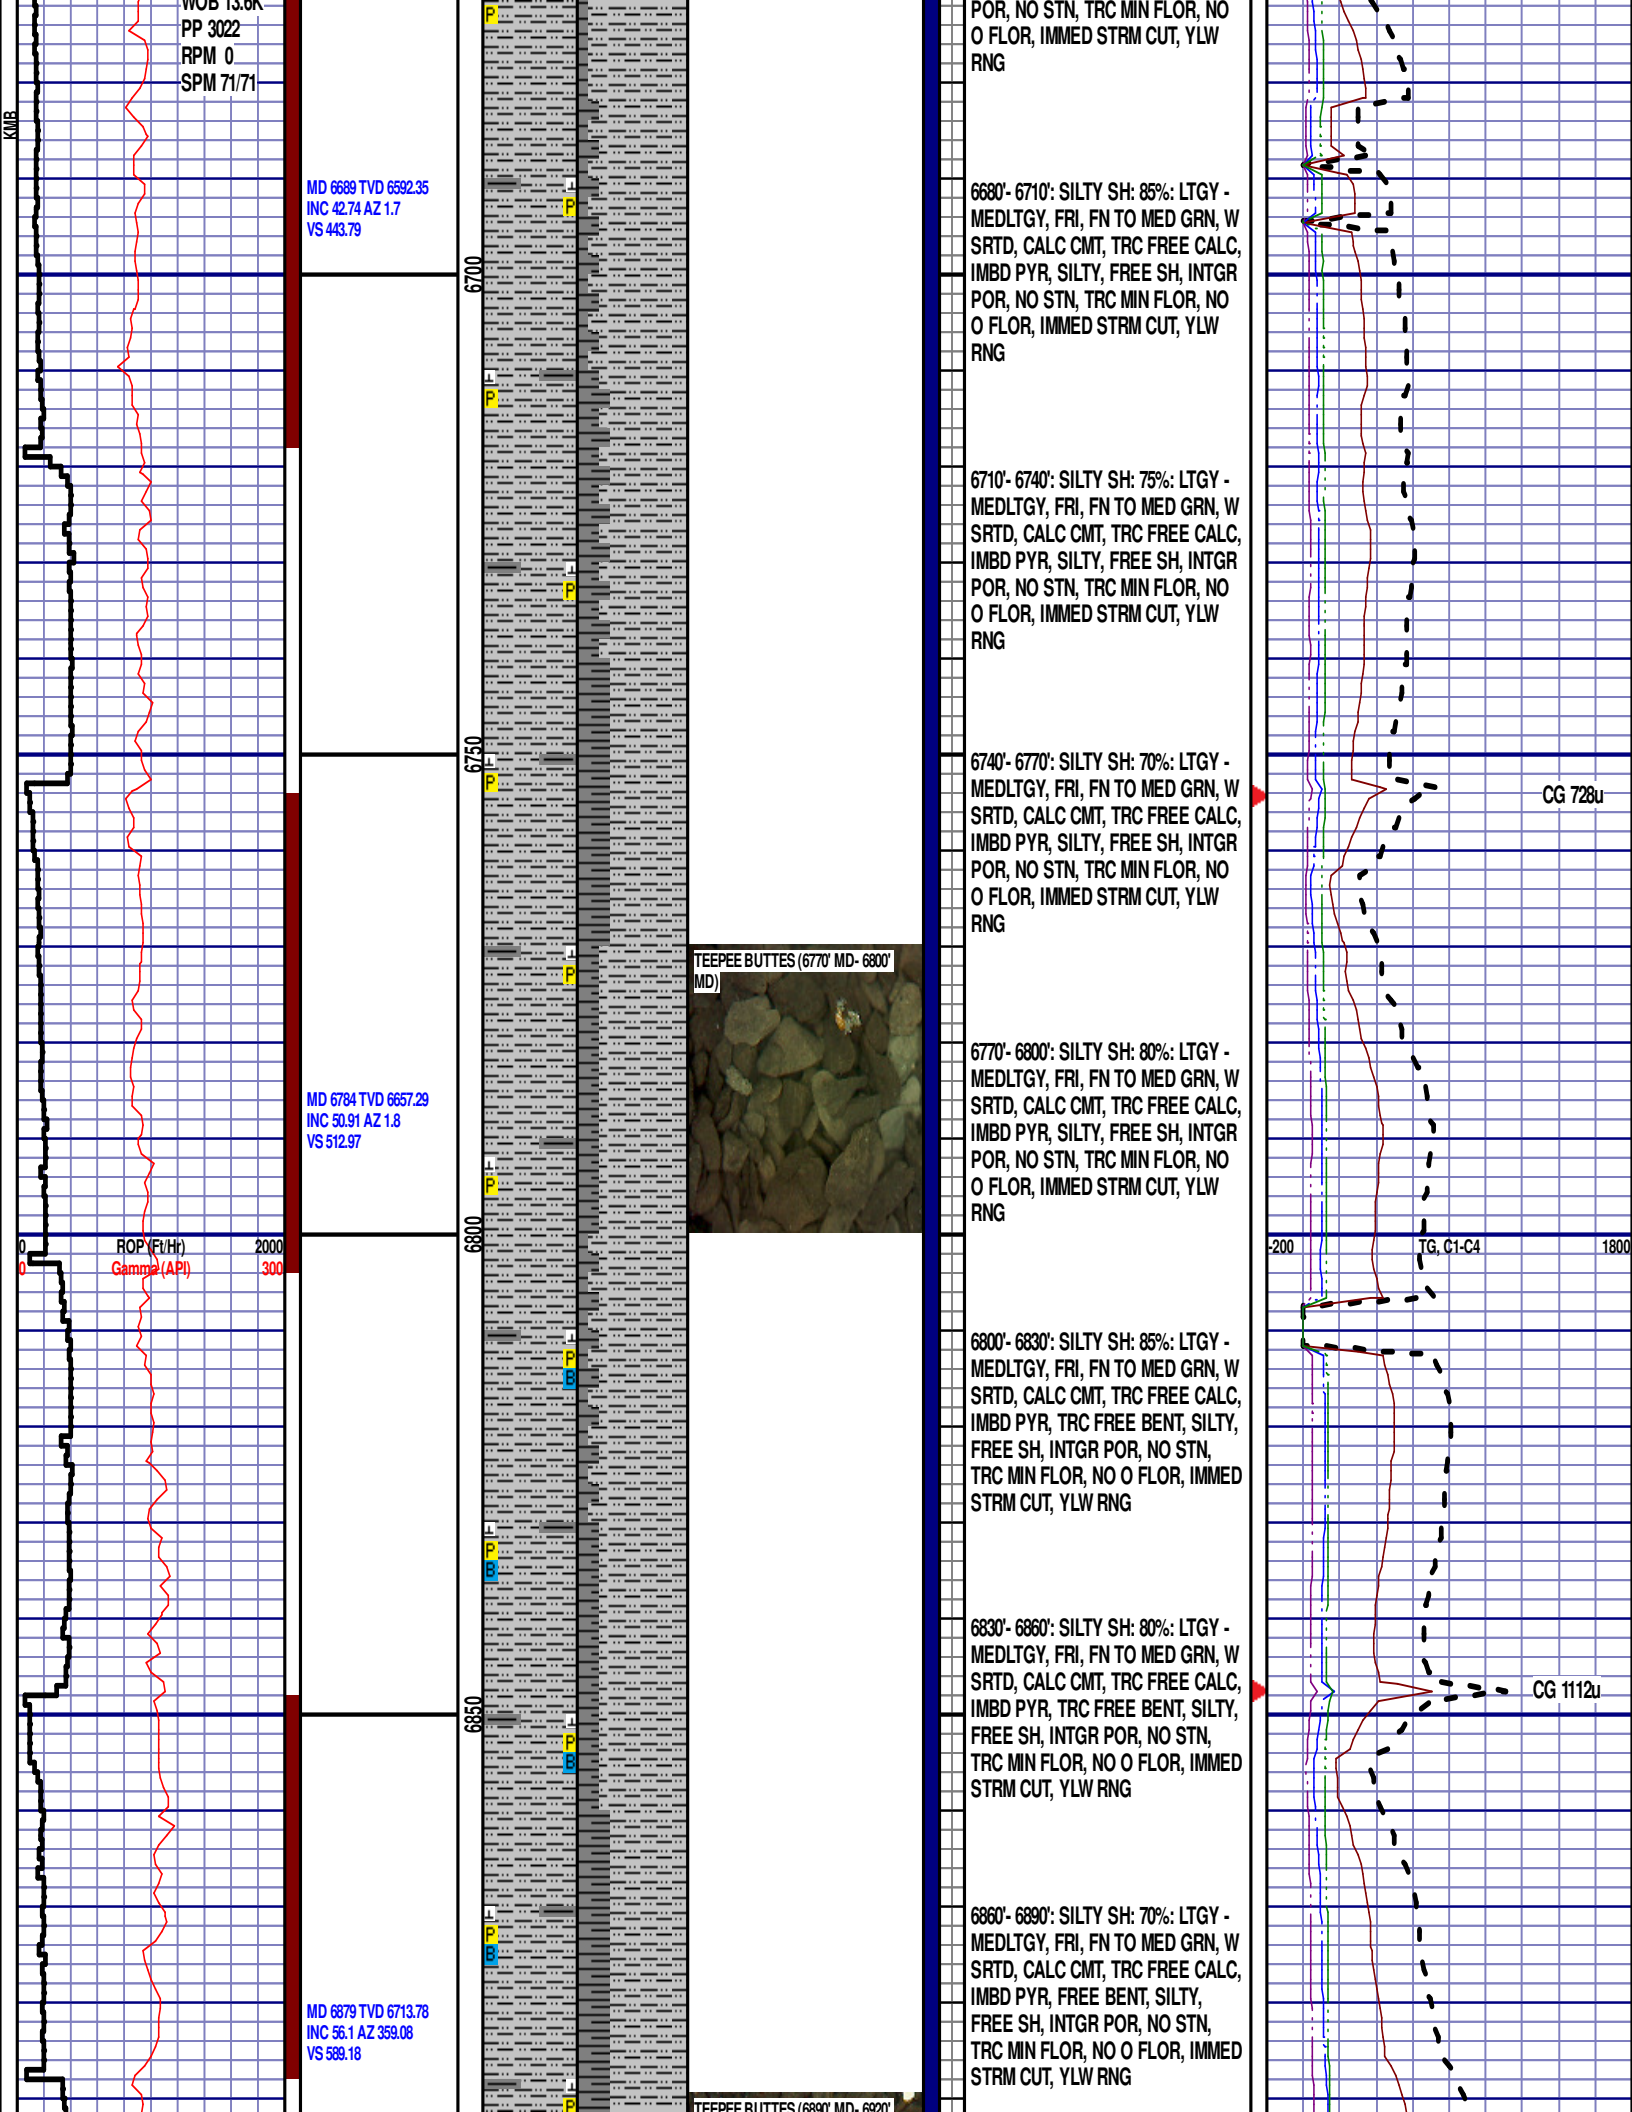 WOB 13.6K
PP 3022
RPM 0
SPM 71/71
KMB
MD 6689 TVD 6592.35
INC 42.74 AZ 1.7
VS 443.79
MD 6784 TVD 6657.29
INC 50.91 AZ 1.8
VS 512.97
0 ROP (Ft/Hr) 2000
0 Gamma (API) 300
MD 6879 TVD 6713.78
INC 56.1 AZ 359.08
VS 589.18
6700
6750
6800
6850
P
P
P
P
P
P
P
P
B
P
B
P
B
P
B
P
TEEPEE BUTTES (6770' MD- 6800'
MD)
TEEPEE BUTTES (6890' MD- 6920'
POR, NO STN, TRC MIN FLOR, NO
O FLOR, IMMED STRM CUT, YLW
RNG
6680'- 6710': SILTY SH: 85%: LTGY -
MEDLTGY, FRI, FN TO MED GRN, W
SRTD, CALC CMT, TRC FREE CALC,
IMBD PYR, SILTY, FREE SH, INTGR
POR, NO STN, TRC MIN FLOR, NO
O FLOR, IMMED STRM CUT, YLW
RNG
6710'- 6740': SILTY SH: 75%: LTGY -
MEDLTGY, FRI, FN TO MED GRN, W
SRTD, CALC CMT, TRC FREE CALC,
IMBD PYR, SILTY, FREE SH, INTGR
POR, NO STN, TRC MIN FLOR, NO
O FLOR, IMMED STRM CUT, YLW
RNG
6740'- 6770': SILTY SH: 70%: LTGY -
MEDLTGY, FRI, FN TO MED GRN, W
SRTD, CALC CMT, TRC FREE CALC,
IMBD PYR, SILTY, FREE SH, INTGR
POR, NO STN, TRC MIN FLOR, NO
O FLOR, IMMED STRM CUT, YLW
RNG
6770'- 6800': SILTY SH: 80%: LTGY -
MEDLTGY, FRI, FN TO MED GRN, W
SRTD, CALC CMT, TRC FREE CALC,
IMBD PYR, SILTY, FREE SH, INTGR
POR, NO STN, TRC MIN FLOR, NO
O FLOR, IMMED STRM CUT, YLW
RNG
6800'- 6830': SILTY SH: 85%: LTGY -
MEDLTGY, FRI, FN TO MED GRN, W
SRTD, CALC CMT, TRC FREE CALC,
IMBD PYR, TRC FREE BENT, SILTY,
FREE SH, INTGR POR, NO STN,
TRC MIN FLOR, NO O FLOR, IMMED
STRM CUT, YLW RNG
6830'- 6860': SILTY SH: 80%: LTGY -
MEDLTGY, FRI, FN TO MED GRN, W
SRTD, CALC CMT, TRC FREE CALC,
IMBD PYR, TRC FREE BENT, SILTY,
FREE SH, INTGR POR, NO STN,
TRC MIN FLOR, NO O FLOR, IMMED
STRM CUT, YLW RNG
6860'- 6890': SILTY SH: 70%: LTGY -
MEDLTGY, FRI, FN TO MED GRN, W
SRTD, CALC CMT, TRC FREE CALC,
IMBD PYR, FREE BENT, SILTY,
FREE SH, INTGR POR, NO STN,
TRC MIN FLOR, NO O FLOR, IMMED
STRM CUT, YLW RNG
CG 728u
-200 TG, C1-C4 1800
CG 1112u